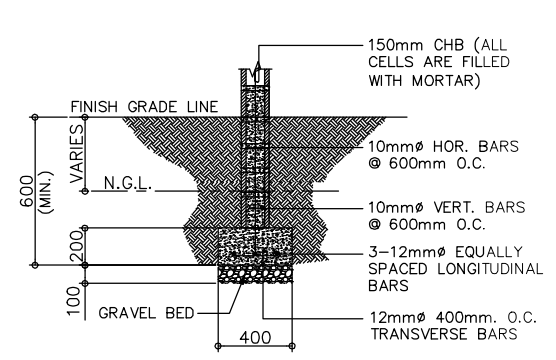 150mm CHB (ALL
CELLS ARE FILLED
WITH MORTAR)
FINISH GRADE LINE
VARIES
600
(MIN.)
10mmø HOR. BARS
@ 600mm O.C.
N.G.L.
10mmø VERT. BARS
@ 600mm O.C.
200
3-12mmø EQUALLY
SPACED LONGITUDINAL
BARS
100
GRAVEL BED
400
12mmø 400mm. O.C.
TRANSVERSE BARS